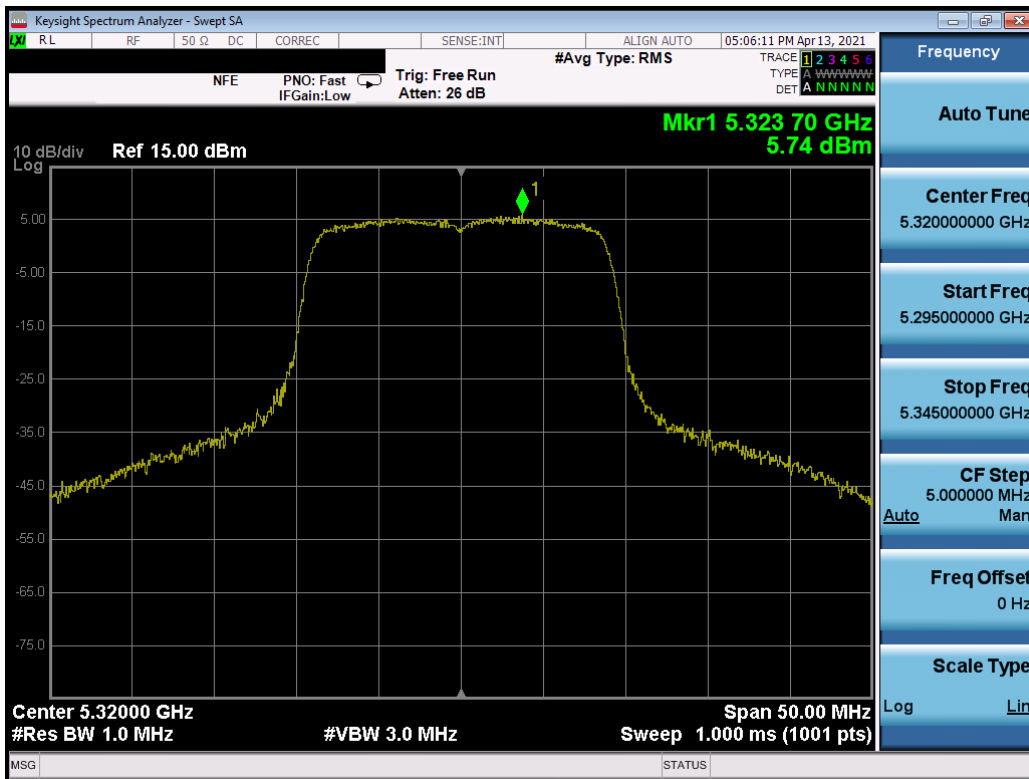 Keysight Spectrum Analyzer - Swept SA
LXI RL RF 50 Ω DC CORREC SENSE:INT ALIGN AUTO 05:06:11 PM Apr 13, 2021
#Avg Type: RMS
TRACE 1 2 3 4 5 6
TYPE A WWWWW
DET A N N N N N
NFE PNO: Fast Trig: Free Run
IFGain:Low Atten: 26 dB
Mkr1 5.323 70 GHz
5.74 dBm
10 dB/div Ref 15.00 dBm
Log
1
5.00
-5.00
-15.0
-25.0
-35.0
-45.0
-55.0
-65.0
-75.0
Center 5.32000 GHz Span 50.00 MHz
#Res BW 1.0 MHz #VBW 3.0 MHz Sweep 1.000 ms (1001 pts)
MSG STATUS
Frequency
Auto Tune
Center Freq
5.320000000 GHz
Start Freq
5.295000000 GHz
Stop Freq
5.345000000 GHz
CF Step
5.000000 MHz
Auto Man
Freq Offset
0 Hz
Scale Type
Log Lin